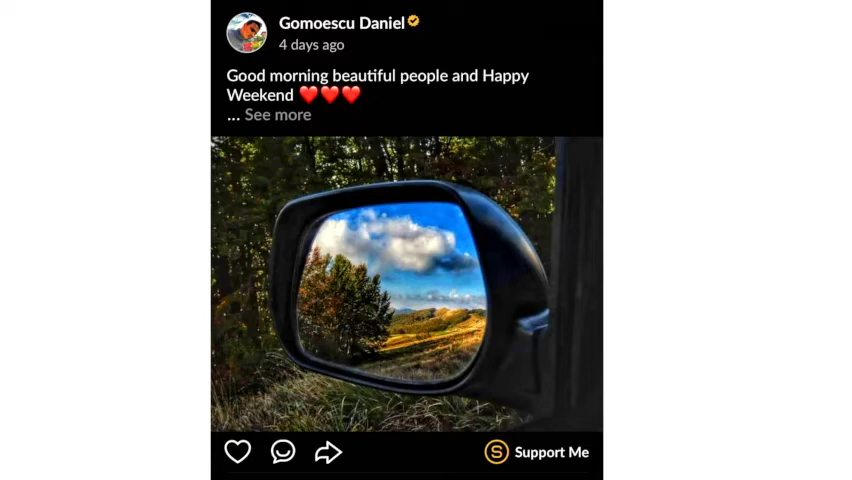 Gomoescu Daniel
4 days ago
Good morning beautiful people and Happy
Weekend ❤️❤️❤️
... See more
S Support Me